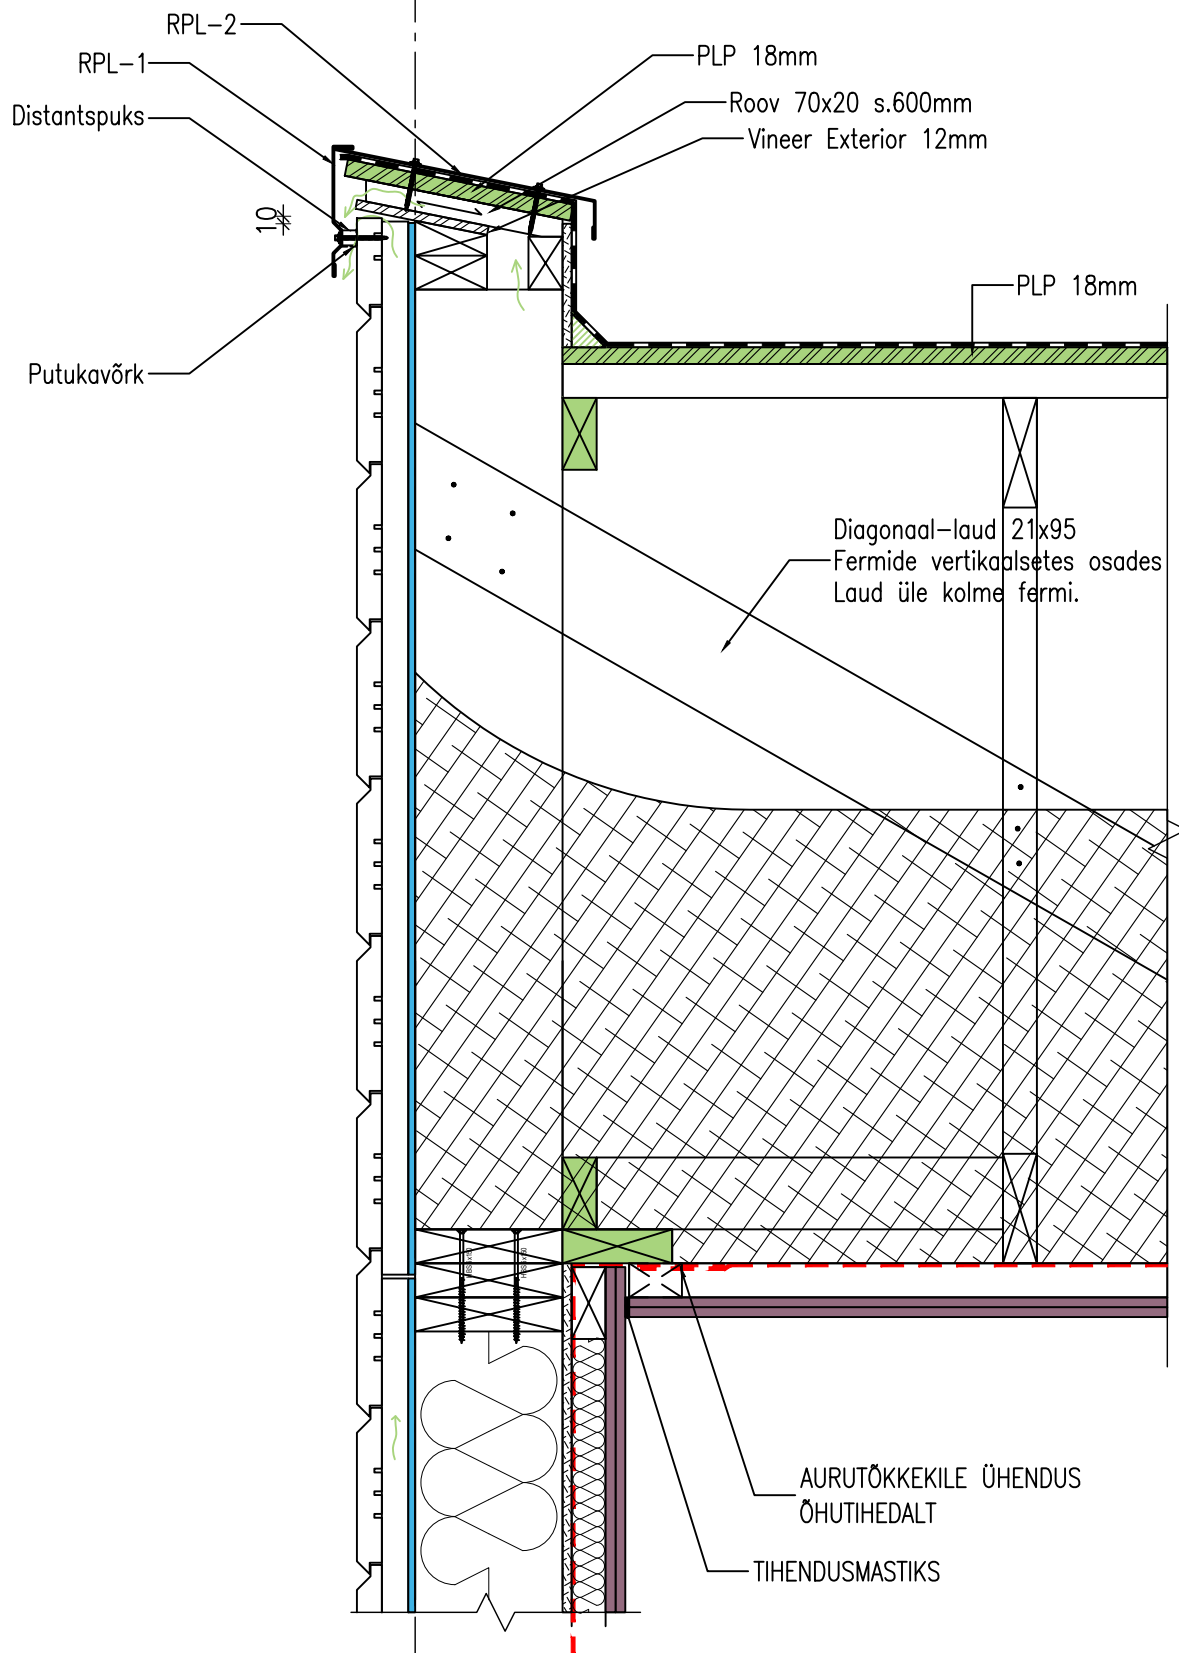 RPL-2
RPL-1
Distantspuks
PLP 18mm
Roov 70x20 s.600mm
Vineer Exterior 12mm
10
PLP 18mm
Putukavõrk
Diagonaal-laud 21x95
Fermide vertikaalsetes osades
Laud üle kolme fermi.
AURUTÕKKEKILE ÜHENDUS
ÕHUTIHEDALT
TIHENDUSMASTIKS